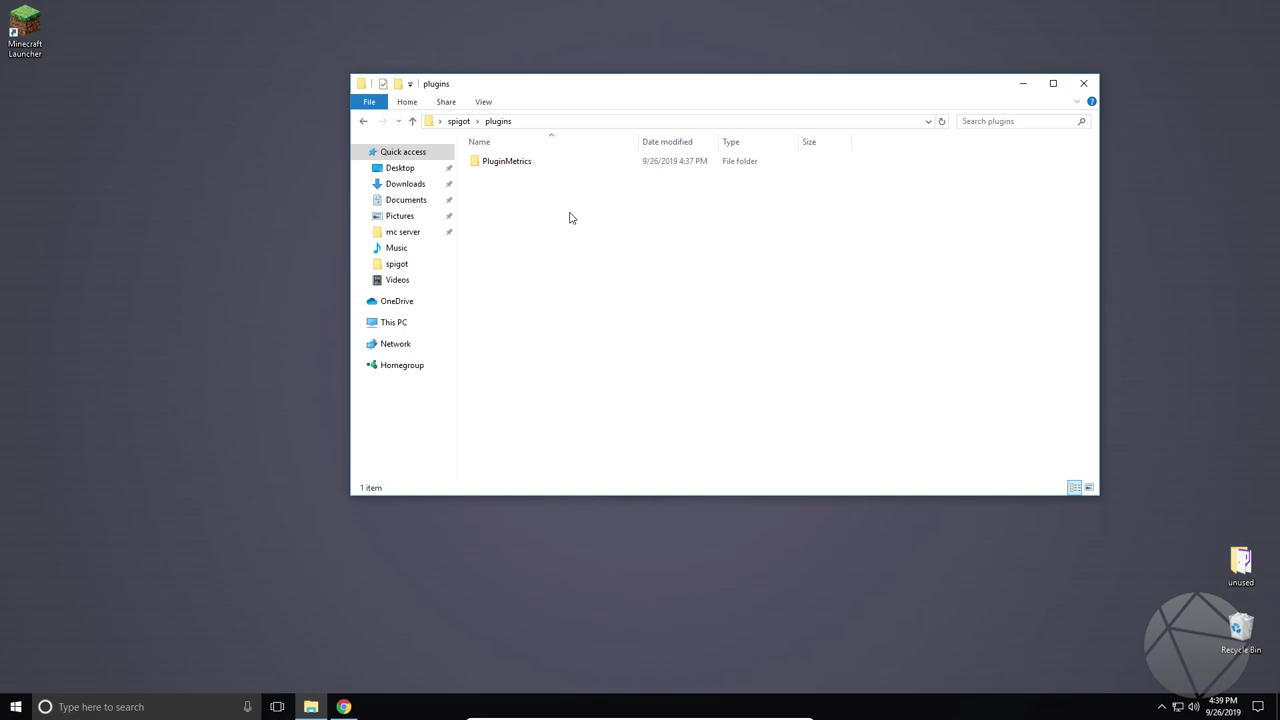 Minecraft
Launcher
plugins
File Home Share View
spigot plugins
Search plugins
Name Date modified Type Size
Quick access
PluginMetrics 9/26/2019 4:37 PM File folder
Desktop
Downloads
Documents
Pictures
mc server
Music
spigot
Videos
OneDrive
This PC
Network
Homegroup
1 item
unused
Recycle Bin
Type here to search
4:39 PM
9/26/2019